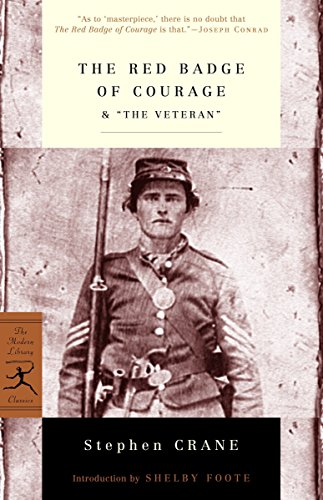 "As to 'masterpiece,' there is no doubt that
The Red Badge of Courage is that."—JOSEPH CONRAD
THE RED BADGE
OF COURAGE
& "THE VETERAN"
The Modern Library
Classics
Stephen CRANE
Introduction by SHELBY FOOTE